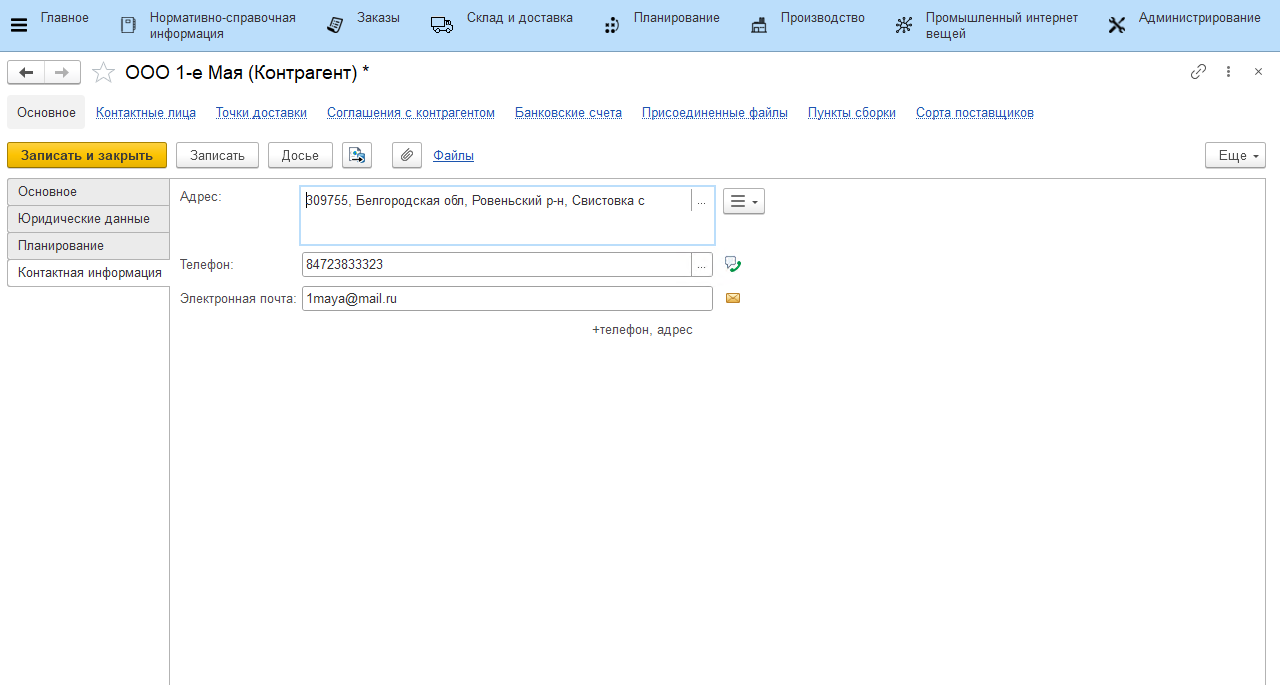 Главное
Нормативно-справочная
информация
Заказы
Склад и доставка
Планирование
Производство
Промышленный интернет
вещей
Администрирование
ООО 1-е Мая (Контрагент) *
Основное
Контактные лица
Точки доставки
Соглашения с контрагентом
Банковские счета
Присоединенные файлы
Пункты сборки
Сорта поставщиков
Записать и закрыть
Записать
Досье
Файлы
Еще
Основное
Юридические данные
Планирование
Контактная информация
Адрес:
309755, Белгородская обл, Ровеньский р-н, Свистовка с
...
Телефон:
84723833323
...
Электронная почта:
1maya@mail.ru
+телефон, адрес